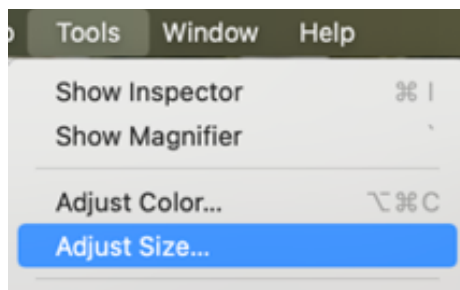 Tools Window Help
Show Inspector ⌘ I
Show Magnifier `
Adjust Color... ⌥⌘C
Adjust Size...